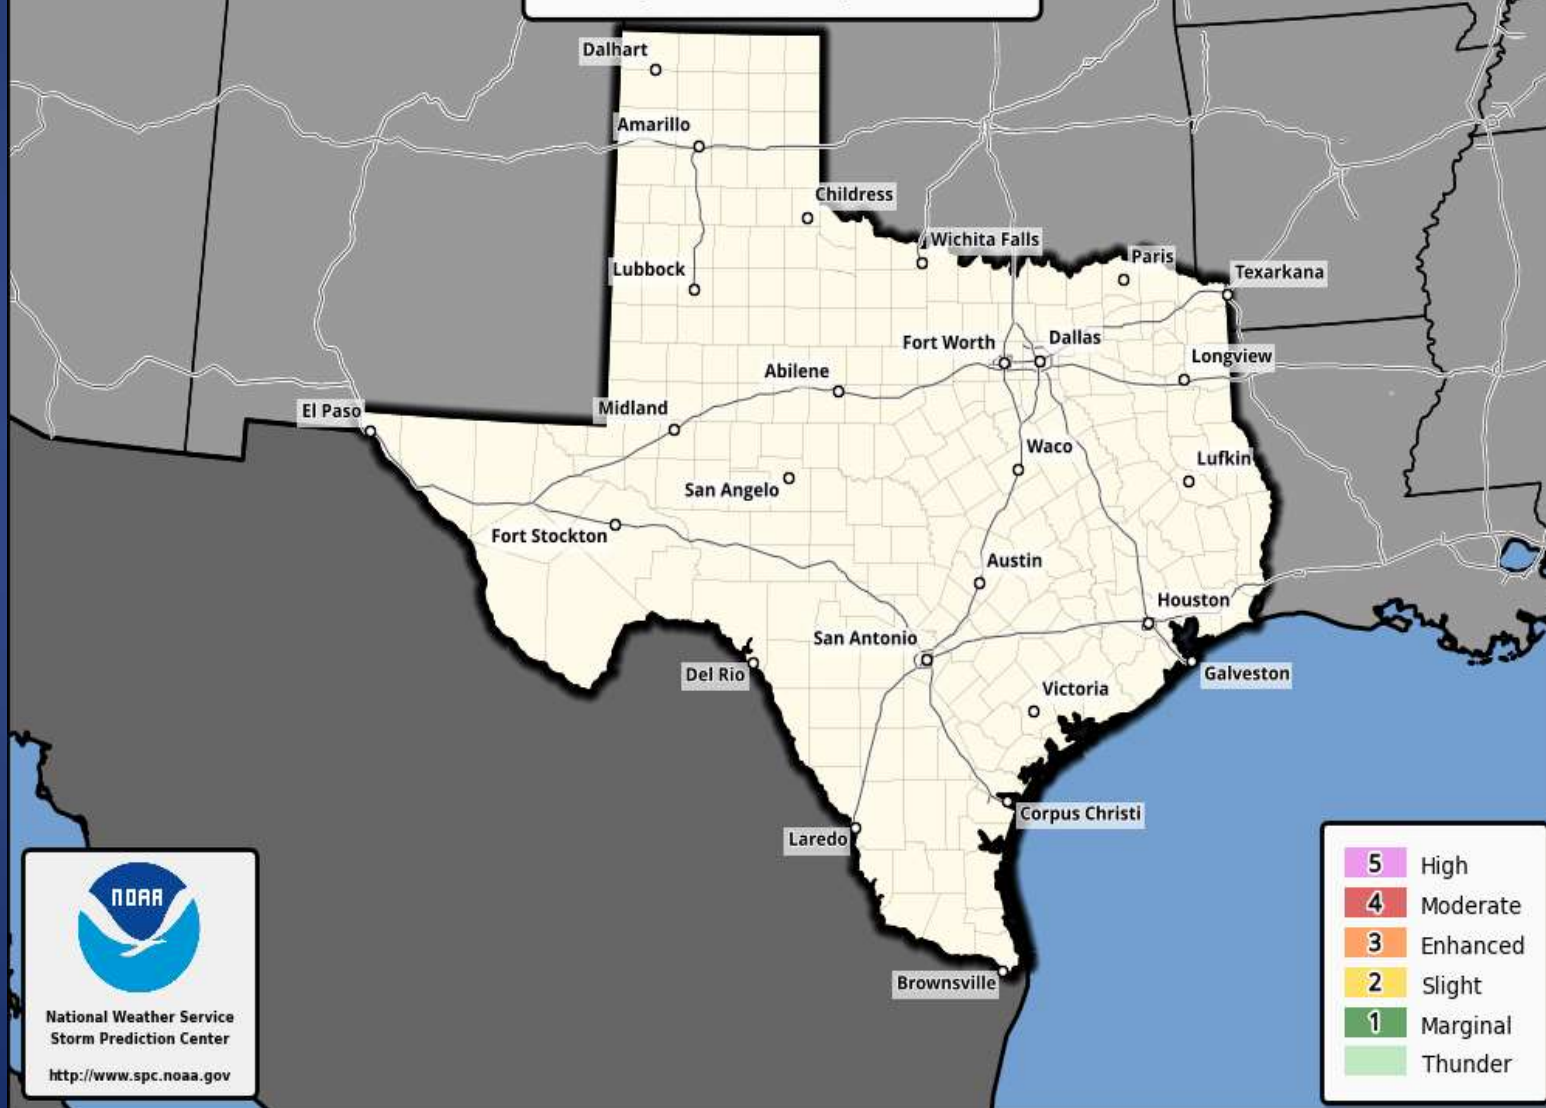 Dalhart
Amarillo
Childress
Wichita Falls
Paris
Texarkana
Lubbock
Fort Worth
Dallas
Longview
Abilene
El Paso
Midland
Waco
Lufkin
San Angelo
Fort Stockton
Austin
Houston
San Antonio
Del Rio
Galveston
Victoria
Corpus Christi
Laredo
Brownsville
NOAA
National Weather Service
Storm Prediction Center
http://www.spc.noaa.gov
5 High
4 Moderate
3 Enhanced
2 Slight
1 Marginal
Thunder